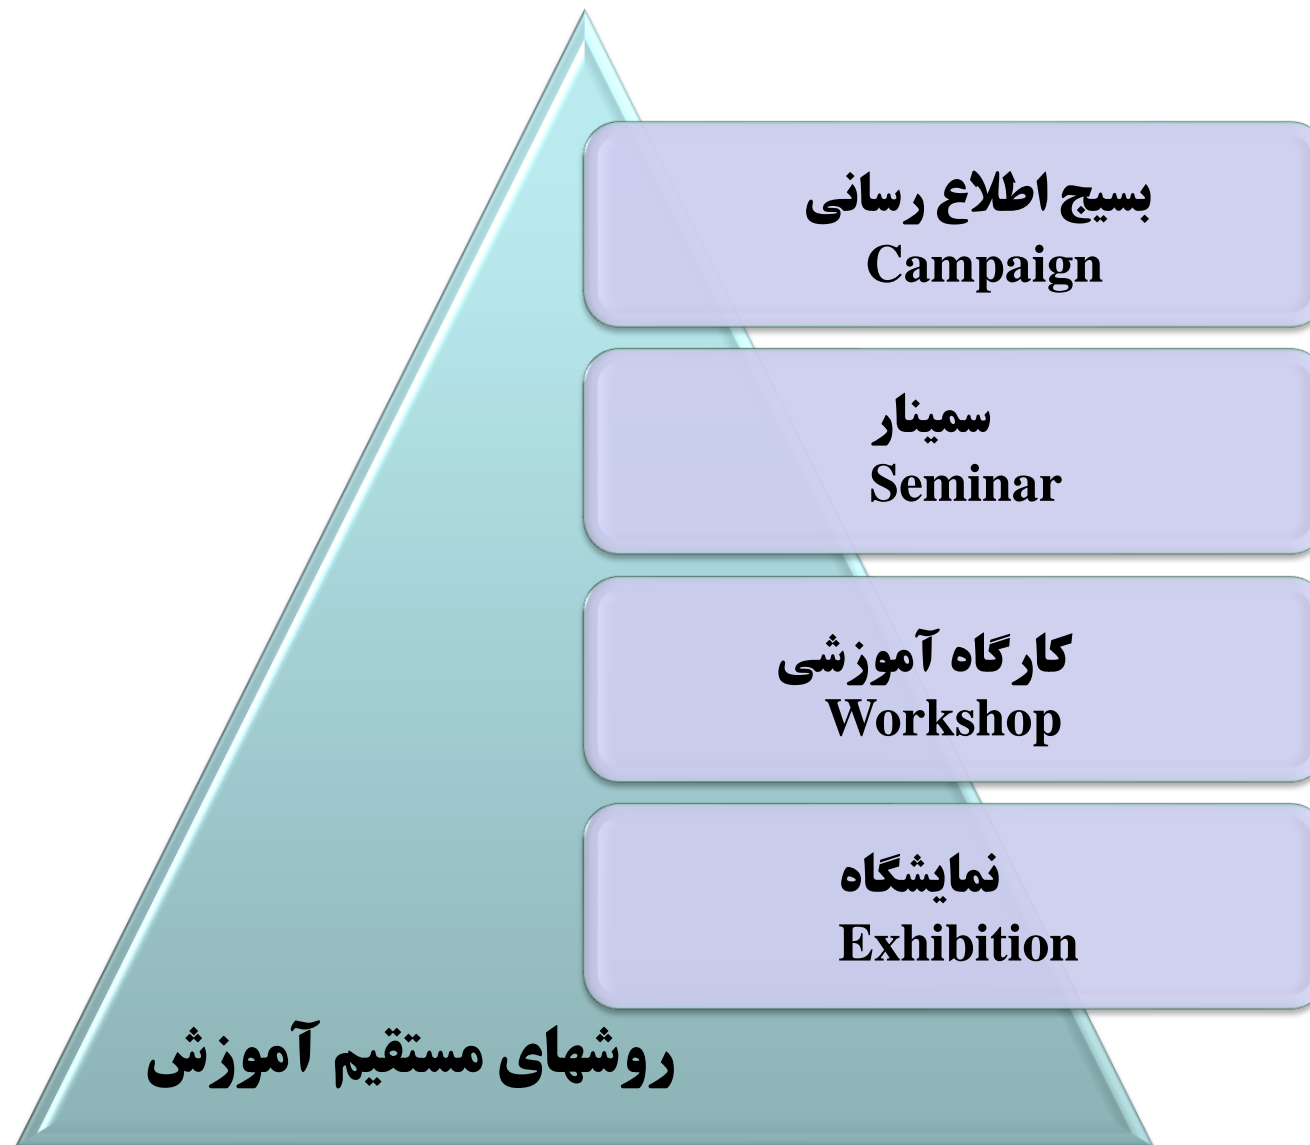 بسیج اطلاع رسانی
Campaign
سمینار
Seminar
کارگاه آموزشی
Workshop
نمایشگاه
Exhibition
روشهای مستقیم آموزش